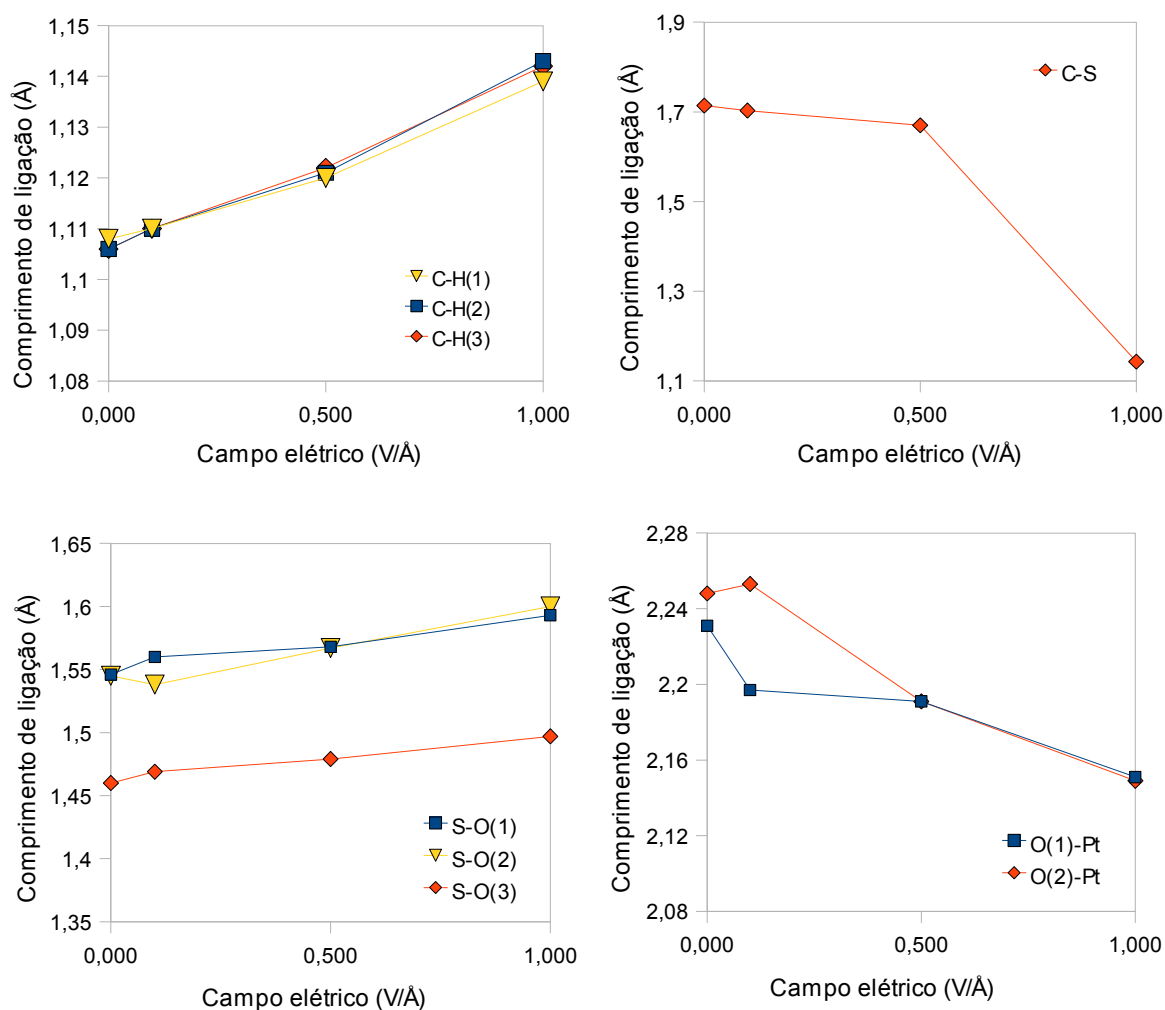 1,15
1,14
1,13
1,12
1,11
1,1
1,09
1,08
0,000
0,500
1,000
Comprimento de ligação (Å)
Campo elétrico (V/Å)
C-H(1)
C-H(2)
C-H(3)
1,9
1,7
1,5
1,3
1,1
0,000
0,500
1,000
Comprimento de ligação (Å)
Campo elétrico (V/Å)
C-S
1,65
1,6
1,55
1,5
1,45
1,4
1,35
0,000
0,500
1,000
Comprimento de ligação (Å)
Campo elétrico (V/Å)
S-O(1)
S-O(2)
S-O(3)
2,28
2,24
2,2
2,16
2,12
2,08
0,000
0,500
1,000
Comprimento de ligação (Å)
Campo elétrico (V/Å)
O(1)-Pt
O(2)-Pt